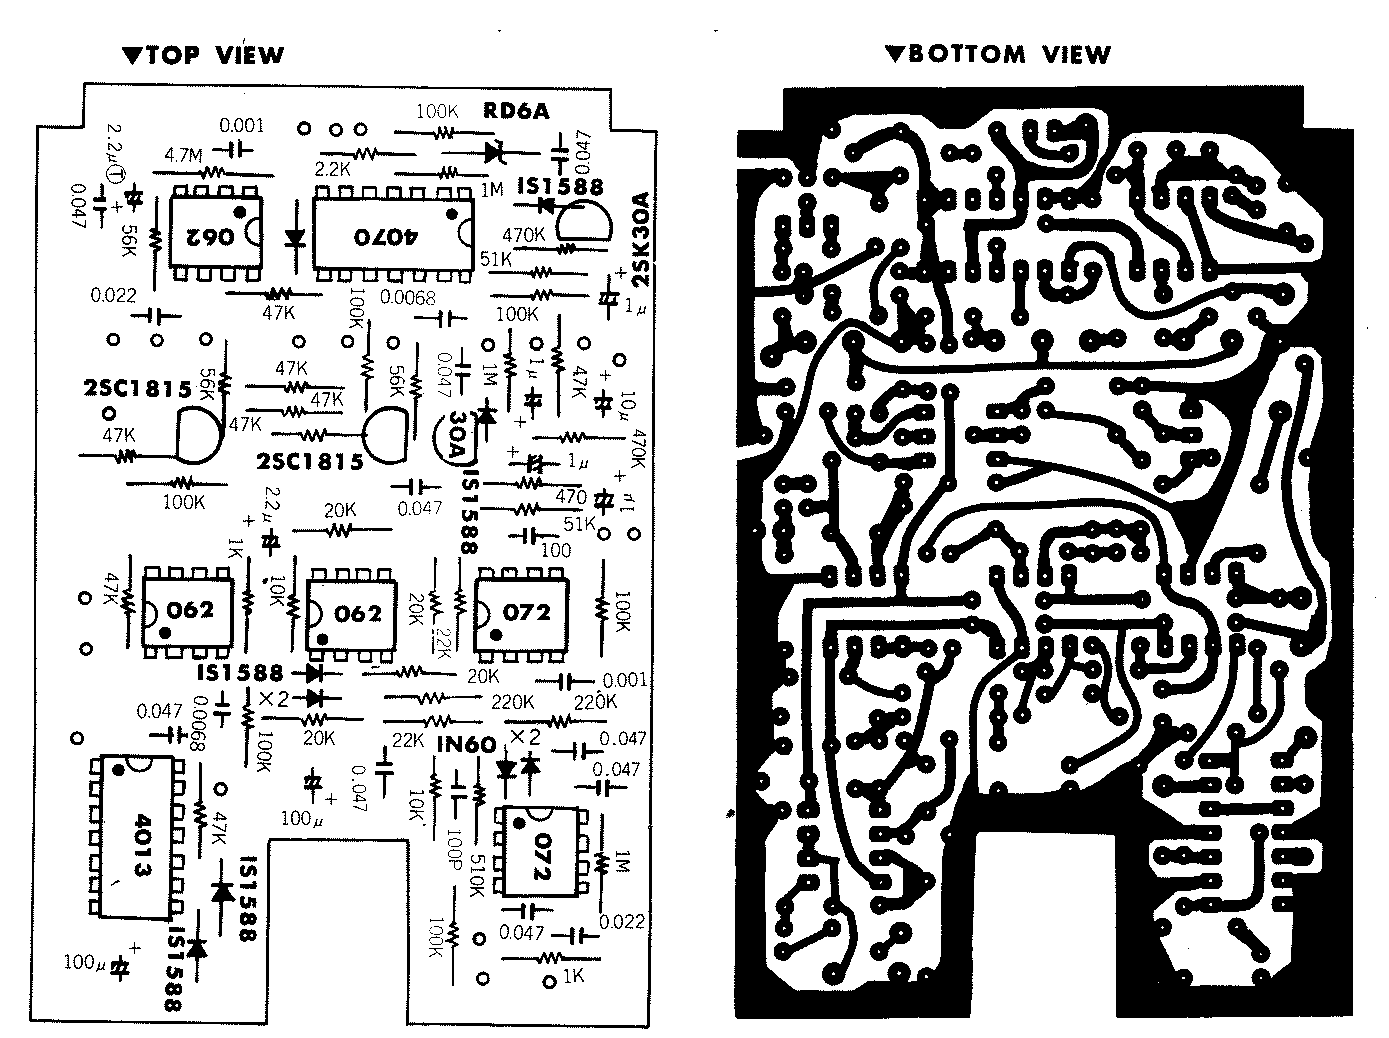 ▼TOP VIEW
▼BOTTOM VIEW
100K
RD6A
2.2μ
T
0.001
4.7M
2.2K
0.047
1M
IS1588
0.047
+
56K
062
4070
470K
2SK30A
51K
+
0.022
47K
100K
0.0068
100K
1μ
2SC1815
56K
47K
47K
56K
0.047
1M
1μ
47K
+
10μ
47K
47K
30A
+
470K
2SC1815
+
1μ
100K
2.2μ
20K
0.047
IS1588
470
51K
+
μ1
+
1K
100
47K
062
10K
062
20K
22K
072
100K
IS1588
20K
0.001
×2
220K
220K
0.047
0.0068
100K
20K
22K
IN60
×2
0.047
0.047
0.047
100μ
+
10K
100P
510K
4013
47K
072
1M
IS1588
100K
0.047
0.022
+
100μ
IS1588
1K